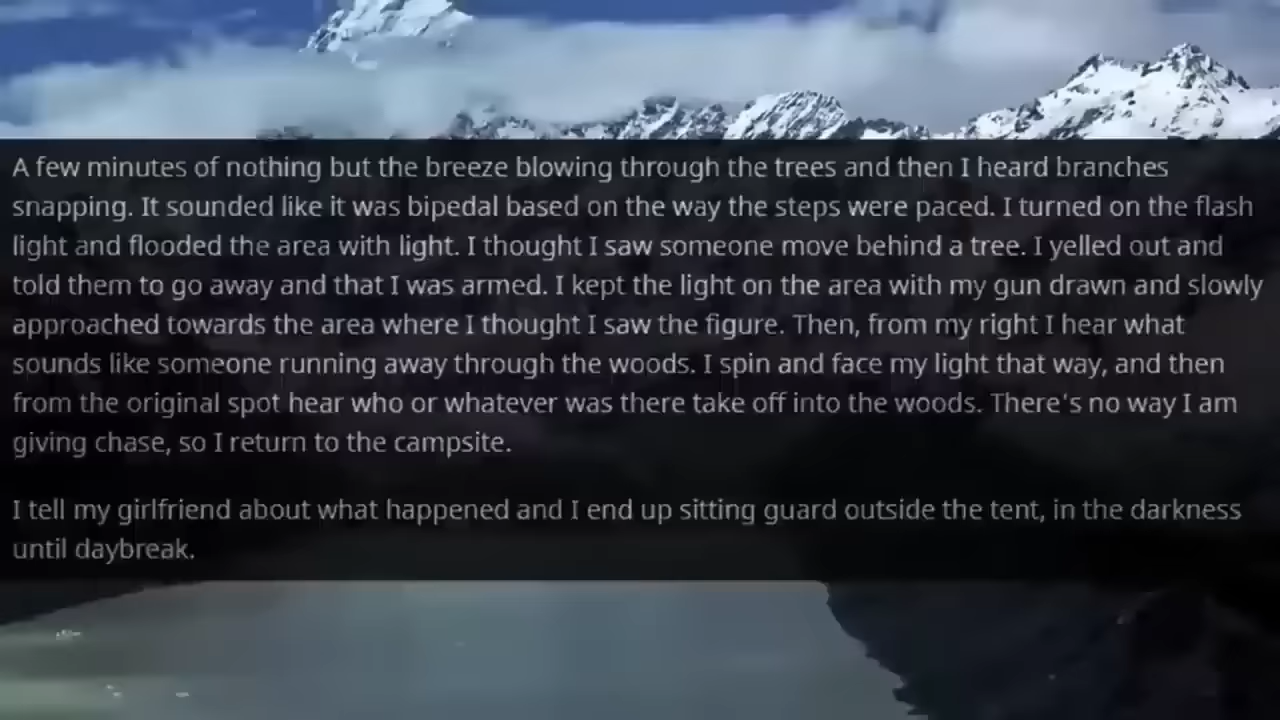 A few minutes of nothing but the breeze blowing through the trees and then I heard branches
snapping. It sounded like it was bipedal based on the way the steps were paced. I turned on the flash
light and flooded the area with light. I thought I saw someone move behind a tree. I yelled out and
told them to go away and that I was armed. I kept the light on the area with my gun drawn and slowly
approached towards the area where I thought I saw the figure. Then, from my right I hear what
sounds like someone running away through the woods. I spin and face my light that way, and then
from the original spot hear who or whatever was there take off into the woods. There's no way I am
giving chase, so I return to the campsite.
I tell my girlfriend about what happened and I end up sitting guard outside the tent, in the darkness
until daybreak.